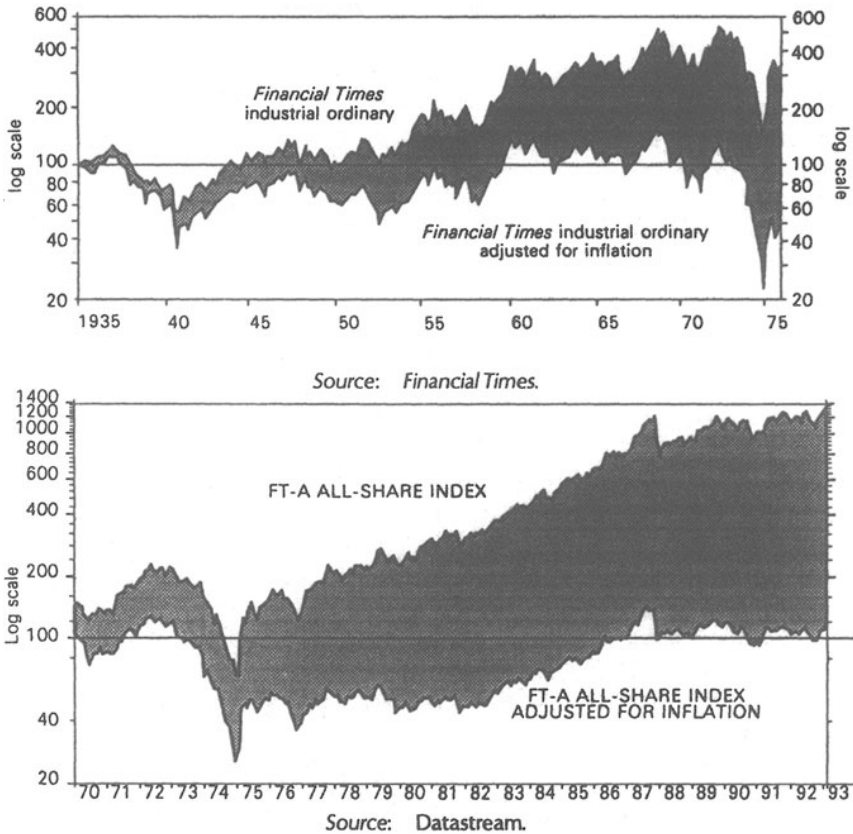 600
400
200
100
80
60
40
20
log scale
600
400
200
100
80
60
40
20
log scale
Financial Times
industrial ordinary
Financial Times industrial ordinary
adjusted for inflation
1935 40 45 50 55 60 65 70 75
Source: Financial Times.
1400
1200
1000
800
600
400
200
100
40
20
Log scale
FT-A ALL-SHARE INDEX
FT-A ALL-SHARE INDEX
ADJUSTED FOR INFLATION
70 71 72 73 74 75 76 77 78 79 80 81 82 83 84 85 86 87 88 89 90 91 92 93
Source: Datastream.